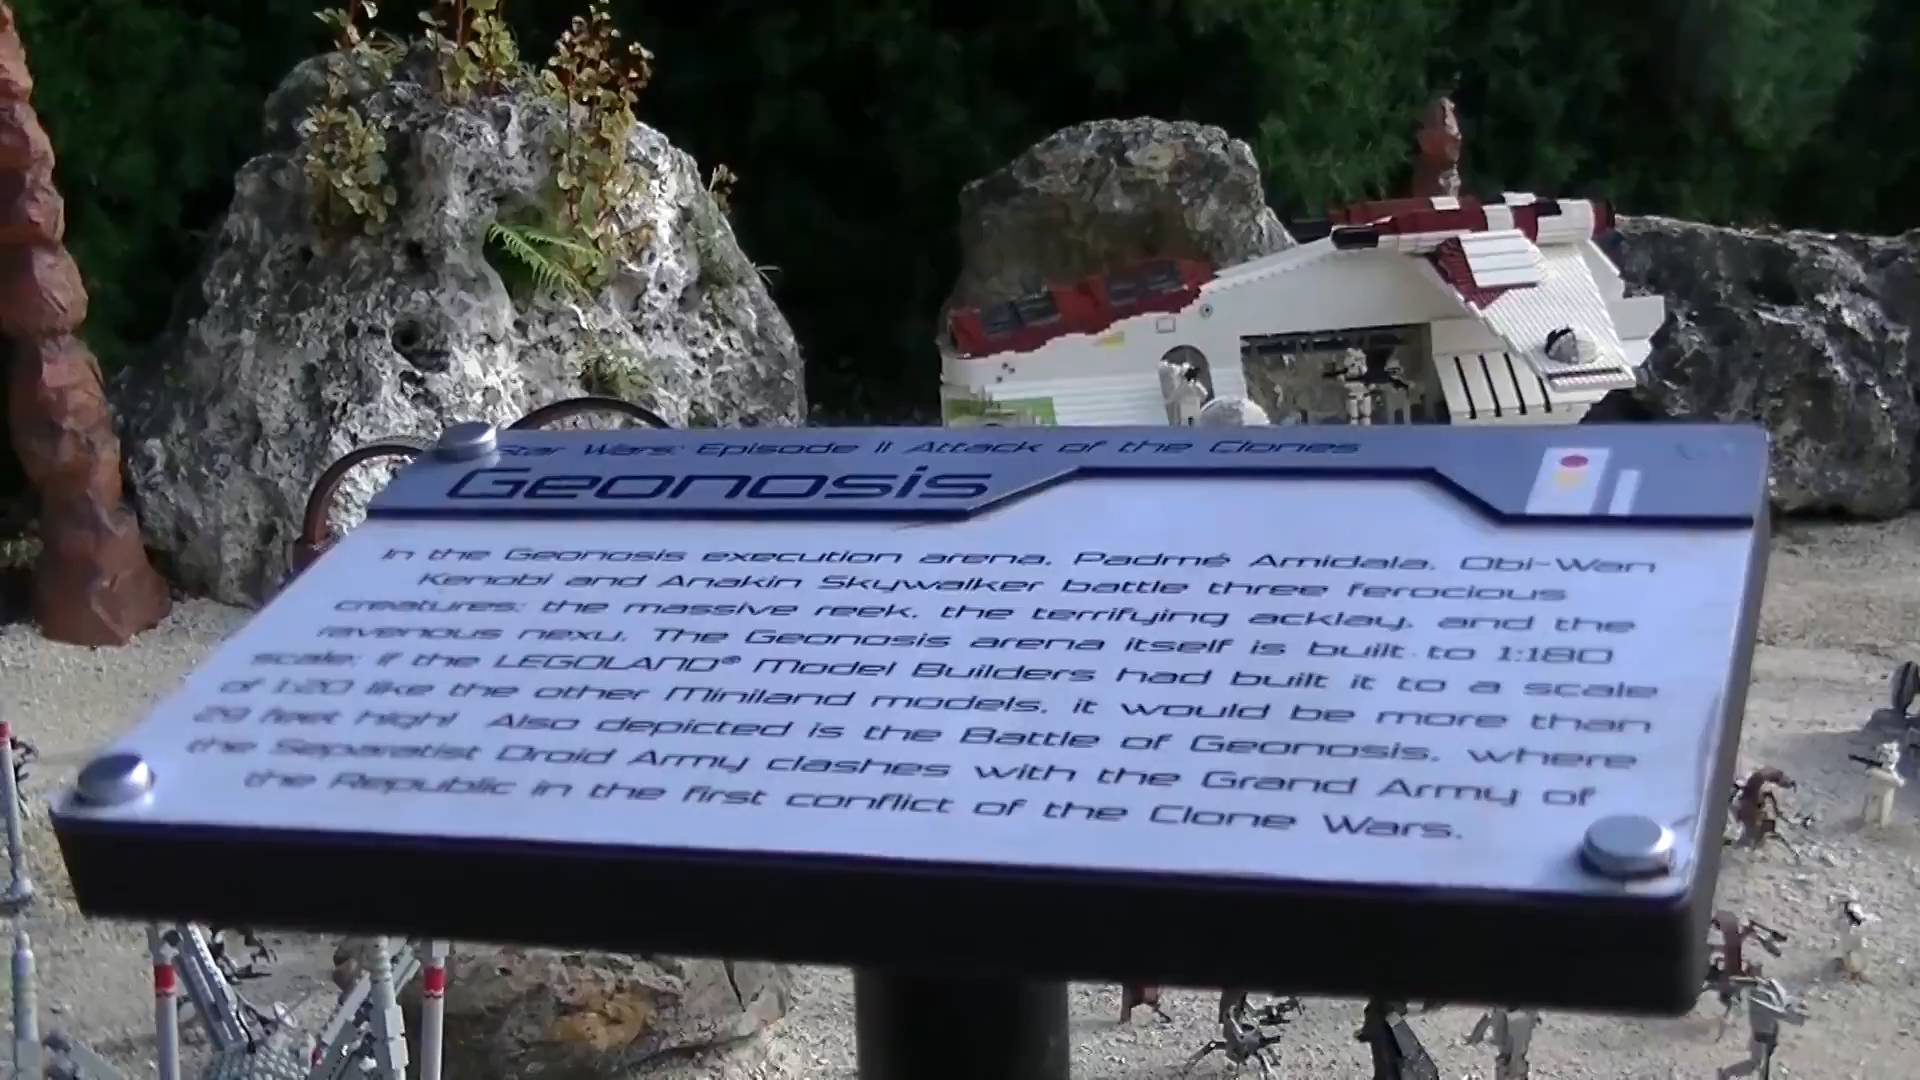 Star Wars: Episode II Attack of the Clones
Geonosis
In the Geonosis execution arena, Padmé Amidala, Obi-Wan
Kenobi and Anakin Skywalker battle three ferocious
creatures: the massive reek, the terrifying acklay, and the
ravenous nexu. The Geonosis arena itself is built to 1:180
scale; if the LEGOLAND® Model Builders had built it to a scale
of 1:20 like the other Miniland models, it would be more than
29 feet high! Also depicted is the Battle of Geonosis, where
the Separatist Droid Army clashes with the Grand Army of
the Republic in the first conflict of the Clone Wars.